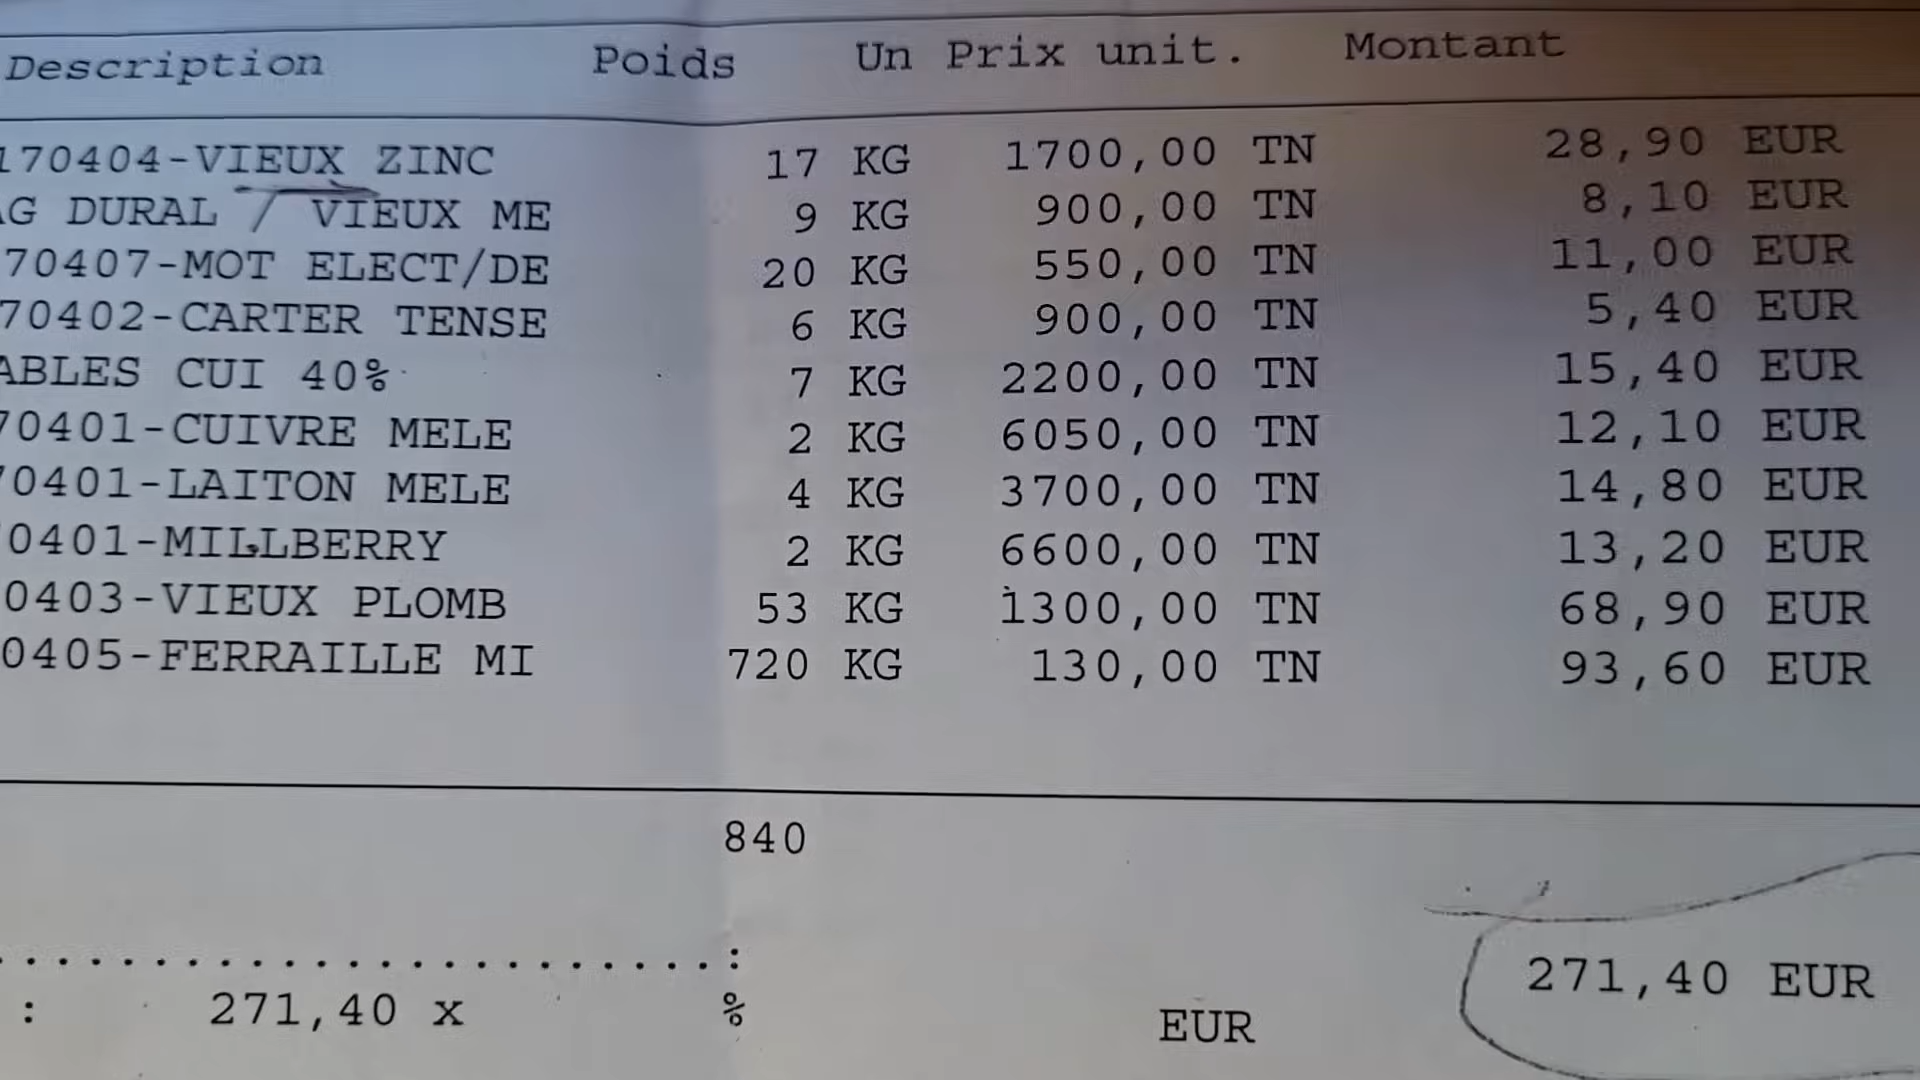 Description Poids Un Prix unit. Montant
170404-VIEUX ZINC 17 KG 1700,00 TN 28,90 EUR
AG DURAL / VIEUX ME 9 KG 900,00 TN 8,10 EUR
70407-MOT ELECT/DE 20 KG 550,00 TN 11,00 EUR
70402-CARTER TENSE 6 KG 900,00 TN 5,40 EUR
ABLES CUI 40% 7 KG 2200,00 TN 15,40 EUR
70401-CUIVRE MELE 2 KG 6050,00 TN 12,10 EUR
70401-LAITON MELE 4 KG 3700,00 TN 14,80 EUR
0401-MILLBERRY 2 KG 6600,00 TN 13,20 EUR
0403-VIEUX PLOMB 53 KG 1300,00 TN 68,90 EUR
0405-FERRAILLE MI 720 KG 130,00 TN 93,60 EUR
840
.......................: 271,40 EUR
: 271,40 x % EUR